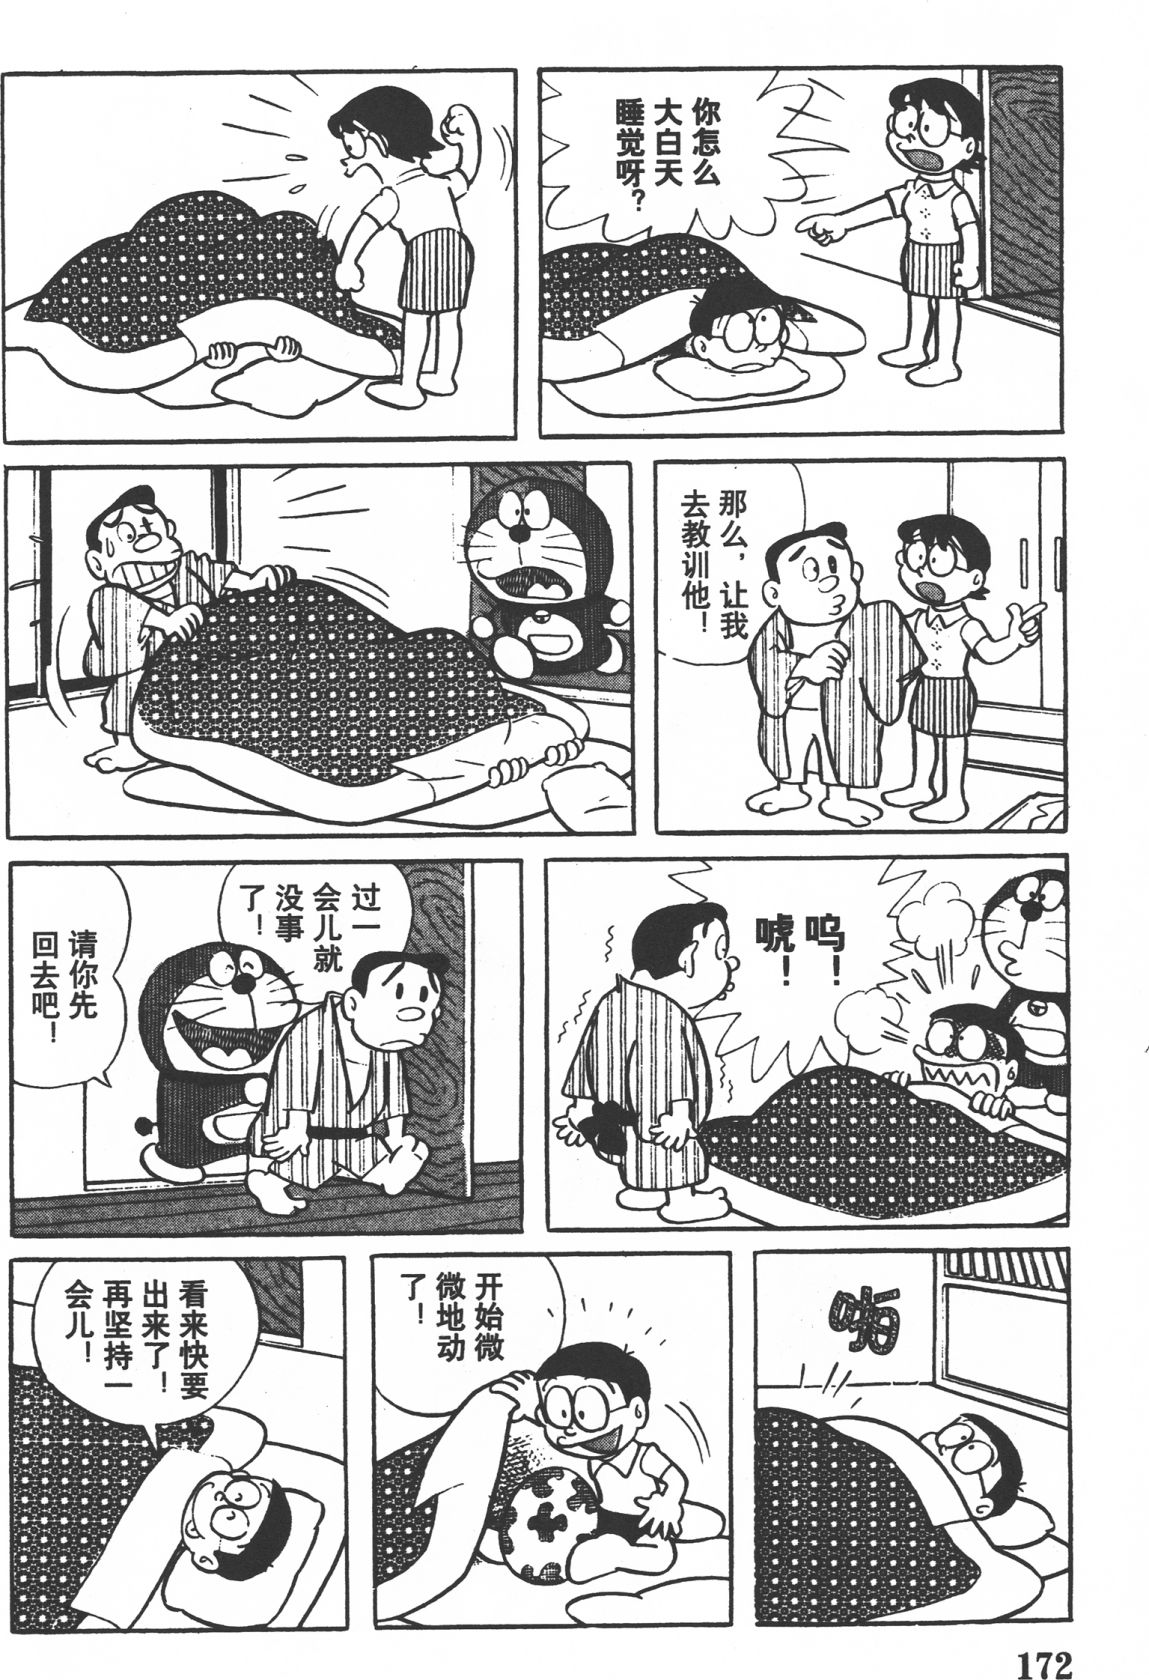 你怎么
大白天
睡觉呀？
那么，让我
去教训他！
呜！
唬！
过一
会儿就
没事
了！
请你先
回去吧！
啪
开始微
微地动
了！
看来快要
出来了！
再坚持一
会儿！
172